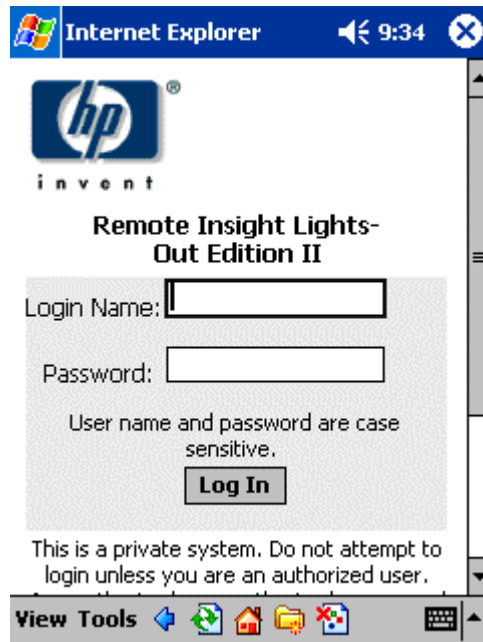 Internet Explorer 9:34
hp ®
invent
Remote Insight Lights-
Out Edition II
Login Name:
Password:
User name and password are case
sensitive.
Log In
This is a private system. Do not attempt to
login unless you are an authorized user.
View Tools